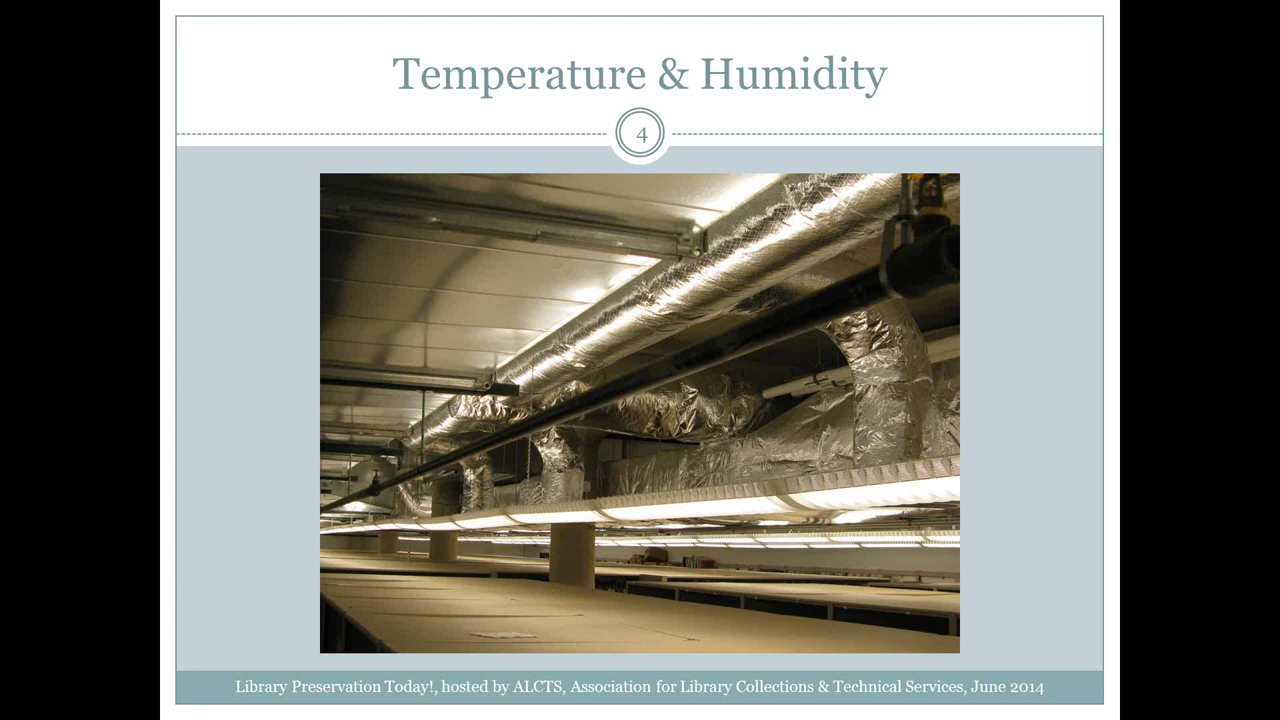 Temperature & Humidity
4
Library Preservation Today!, hosted by ALCTS, Association for Library Collections & Technical Services, June 2014